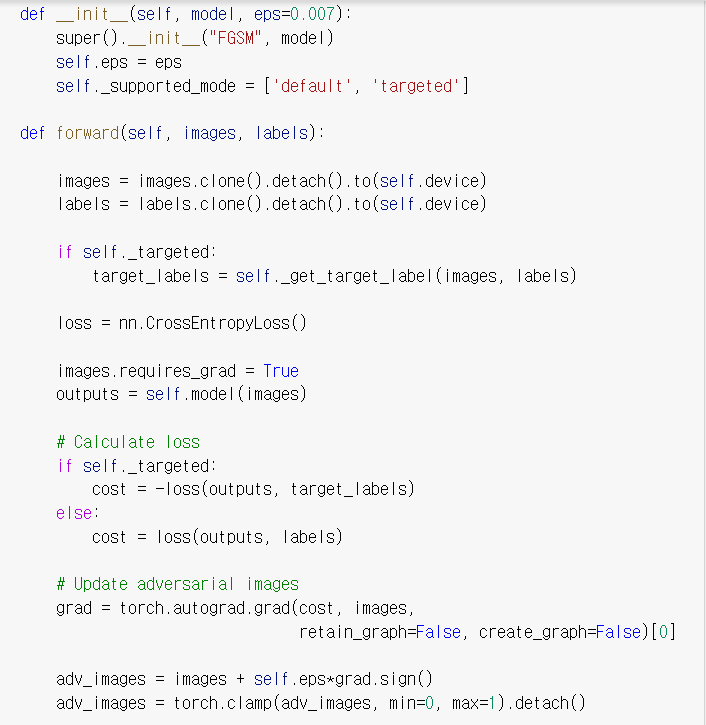 def __init__(self, model, eps=0.007):
    super().__init__("FGSM", model)
    self.eps = eps
    self._supported_mode = ['default', 'targeted']

def forward(self, images, labels):

    images = images.clone().detach().to(self.device)
    labels = labels.clone().detach().to(self.device)

    if self._targeted:
        target_labels = self._get_target_label(images, labels)

    loss = nn.CrossEntropyLoss()

    images.requires_grad = True
    outputs = self.model(images)

    # Calculate loss
    if self._targeted:
        cost = -loss(outputs, target_labels)
    else:
        cost = loss(outputs, labels)

    # Update adversarial images
    grad = torch.autograd.grad(cost, images,
                               retain_graph=False, create_graph=False)[0]

    adv_images = images + self.eps*grad.sign()
    adv_images = torch.clamp(adv_images, min=0, max=1).detach()